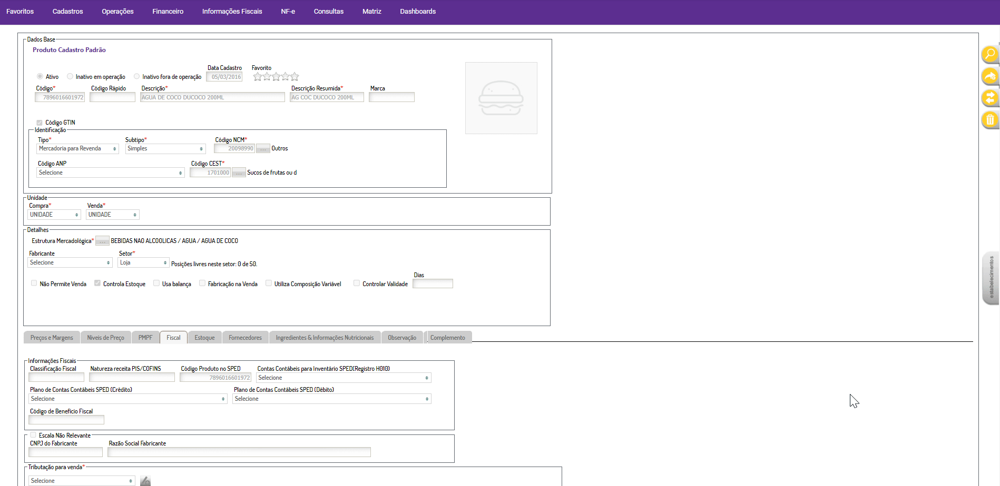 Favoritos Cadastros Operações Financeiro Informações Fiscais NF-e Consultas Matriz Dashboards
Dados Base
Produto Cadastro Padrão
Data Cadastro Favorito
Ativo Inativo em operação Inativo fora de operação 05/03/2016
Código* Código Rápido Descrição* Descrição Resumida* Marca
7896016601972 AGUA DE COCO DUCOCO 200ML AG COC DUCOCO 200ML
Código GTIN
Identificação
Tipo* Subtipo* Código NCM*
Mercadoria para Revenda Simples 20098990 ... Outros
Código ANP Código CEST*
Selecione 1701000 ... Sucos de frutas ou d
Unidade
Compra* Venda*
UNIDADE UNIDADE
Detalhes
Estrutura Mercadológica* ... BEBIDAS NAO ALCOOLICAS / AGUA / AGUA DE COCO
Fabricante Setor*
Selecione Loja Posições livres neste setor: 0 de 50.
Dias
Não Permite Venda Controla Estoque Usa balança Fabricação na Venda Utiliza Composição Variável Controlar Validade
estabelecimentos
Preços e Margens Níveis de Preço PMPF Fiscal Estoque Fornecedores Ingredientes & Informações Nutricionais Observação Complemento
Informações Fiscais
Classificação Fiscal Natureza receita PIS/COFINS Código Produto no SPED Contas Contábeis para Inventário SPED(Registro H010)
7896016601972 Selecione
Plano de Contas Contábeis SPED (Crédito) Plano de Contas Contábeis SPED (Débito)
Selecione Selecione
Código de Benefício Fiscal
Escala Não Relevante
CNPJ do Fabricante Razão Social Fabricante
Tributação para venda*
Selecione